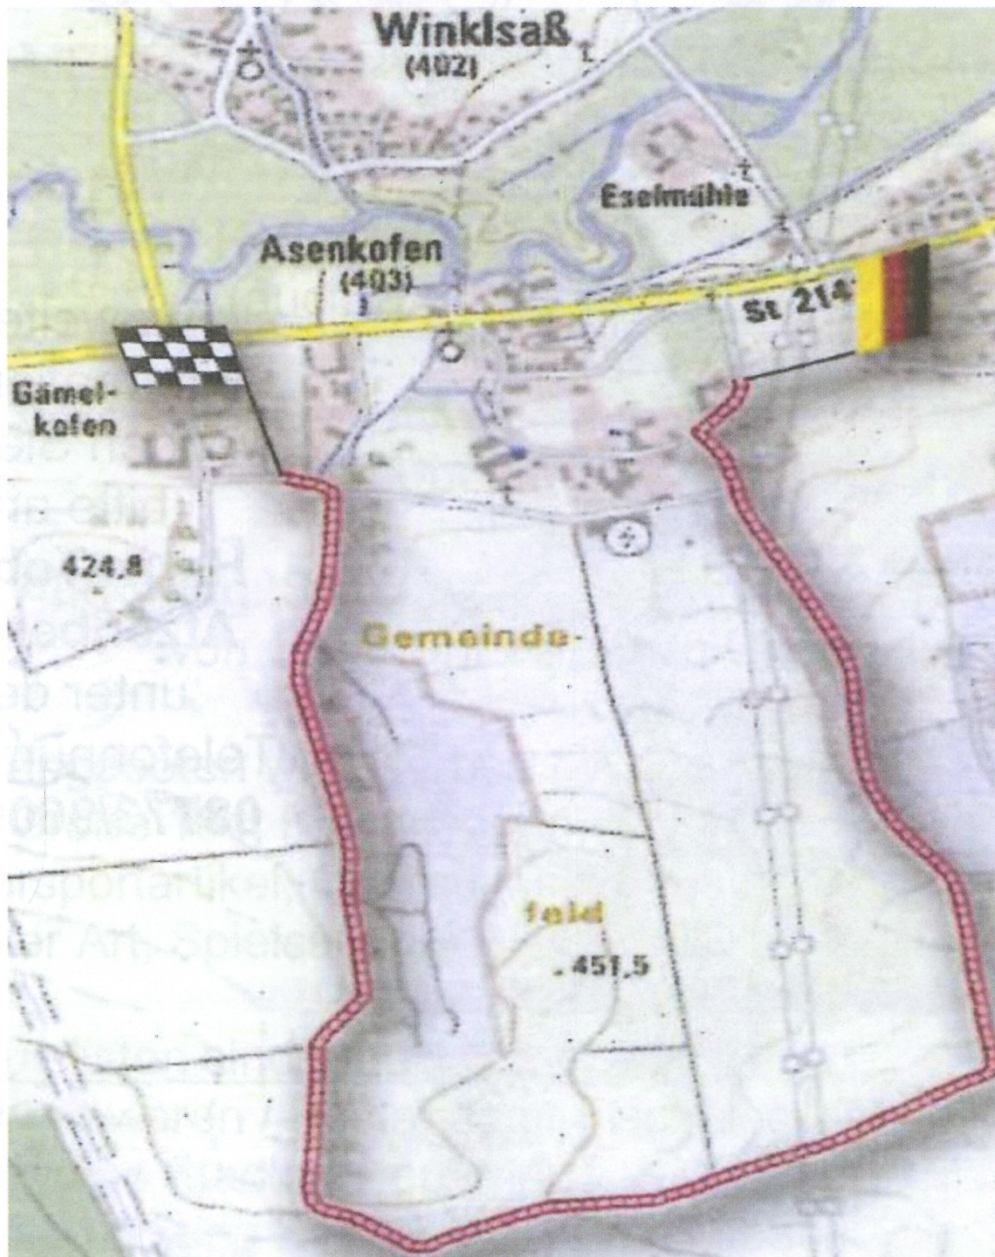 Winklsaß
(402)
Eselmühle
Asenkofen
(403)
St 214
Gämel-
kofen
424,8
Gemeinde-
feld
. 451,5